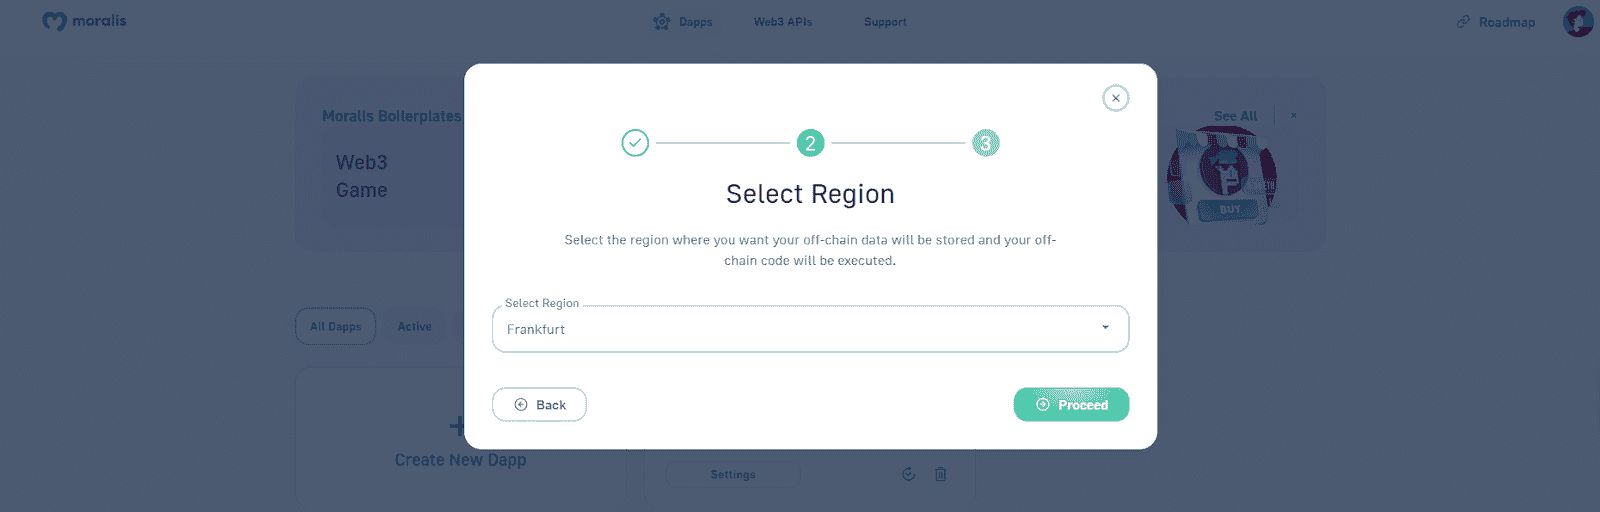 moralis
Dapps
Web3 APIs
Support
Roadmap
Moralis Boilerplates
See All
Web3
Game
BUY
2
3
Select Region
Select the region where you want your off-chain data will be stored and your off-
chain code will be executed.
Select Region
Frankfurt
Back
Proceed
All Dapps
Active
Create New Dapp
Settings